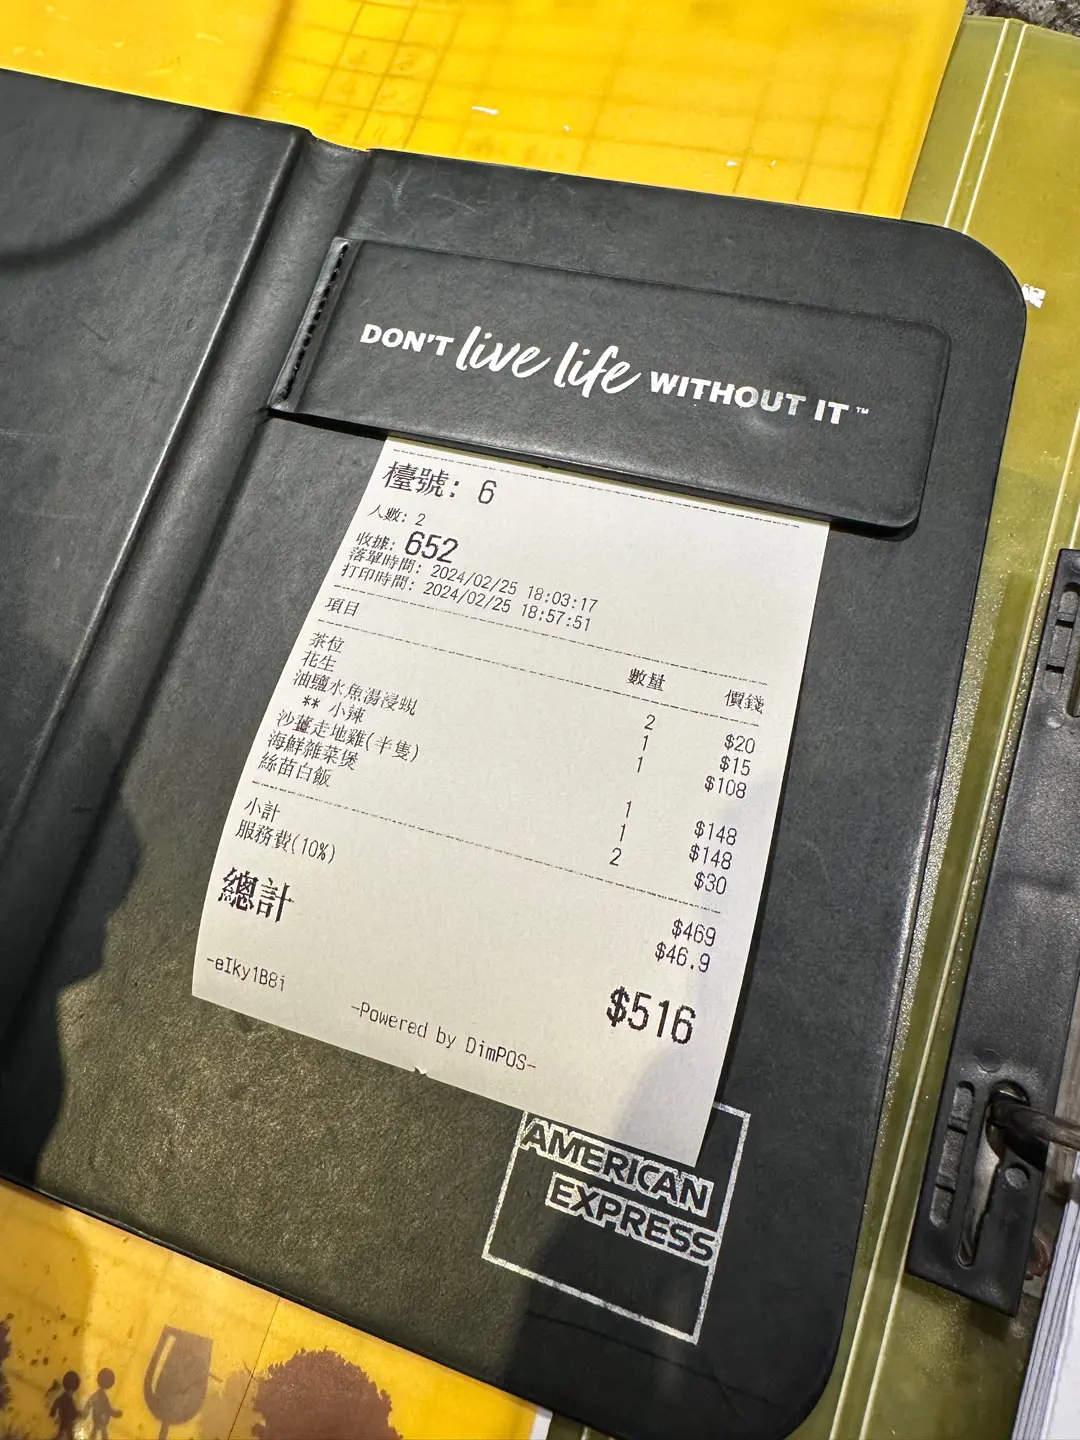 DON'T live life WITHOUT IT™
檯號: 6
人數: 2
收據: 652
落單時間: 2024/02/25 18:03:17
打印時間: 2024/02/25 18:57:51
項目 數量 價錢
茶位 2 $20
花生 1 $15
油鹽水魚湯浸蜆 1 $108
** 小辣
沙薑走地雞(半隻) 1 $148
海鮮雜菜煲 1 $148
絲苗白飯 2 $30
小計 $469
服務費(10%) $46.9
總計 $516
-eIky1B8i
-Powered by DimPOS-
AMERICAN
EXPRESS